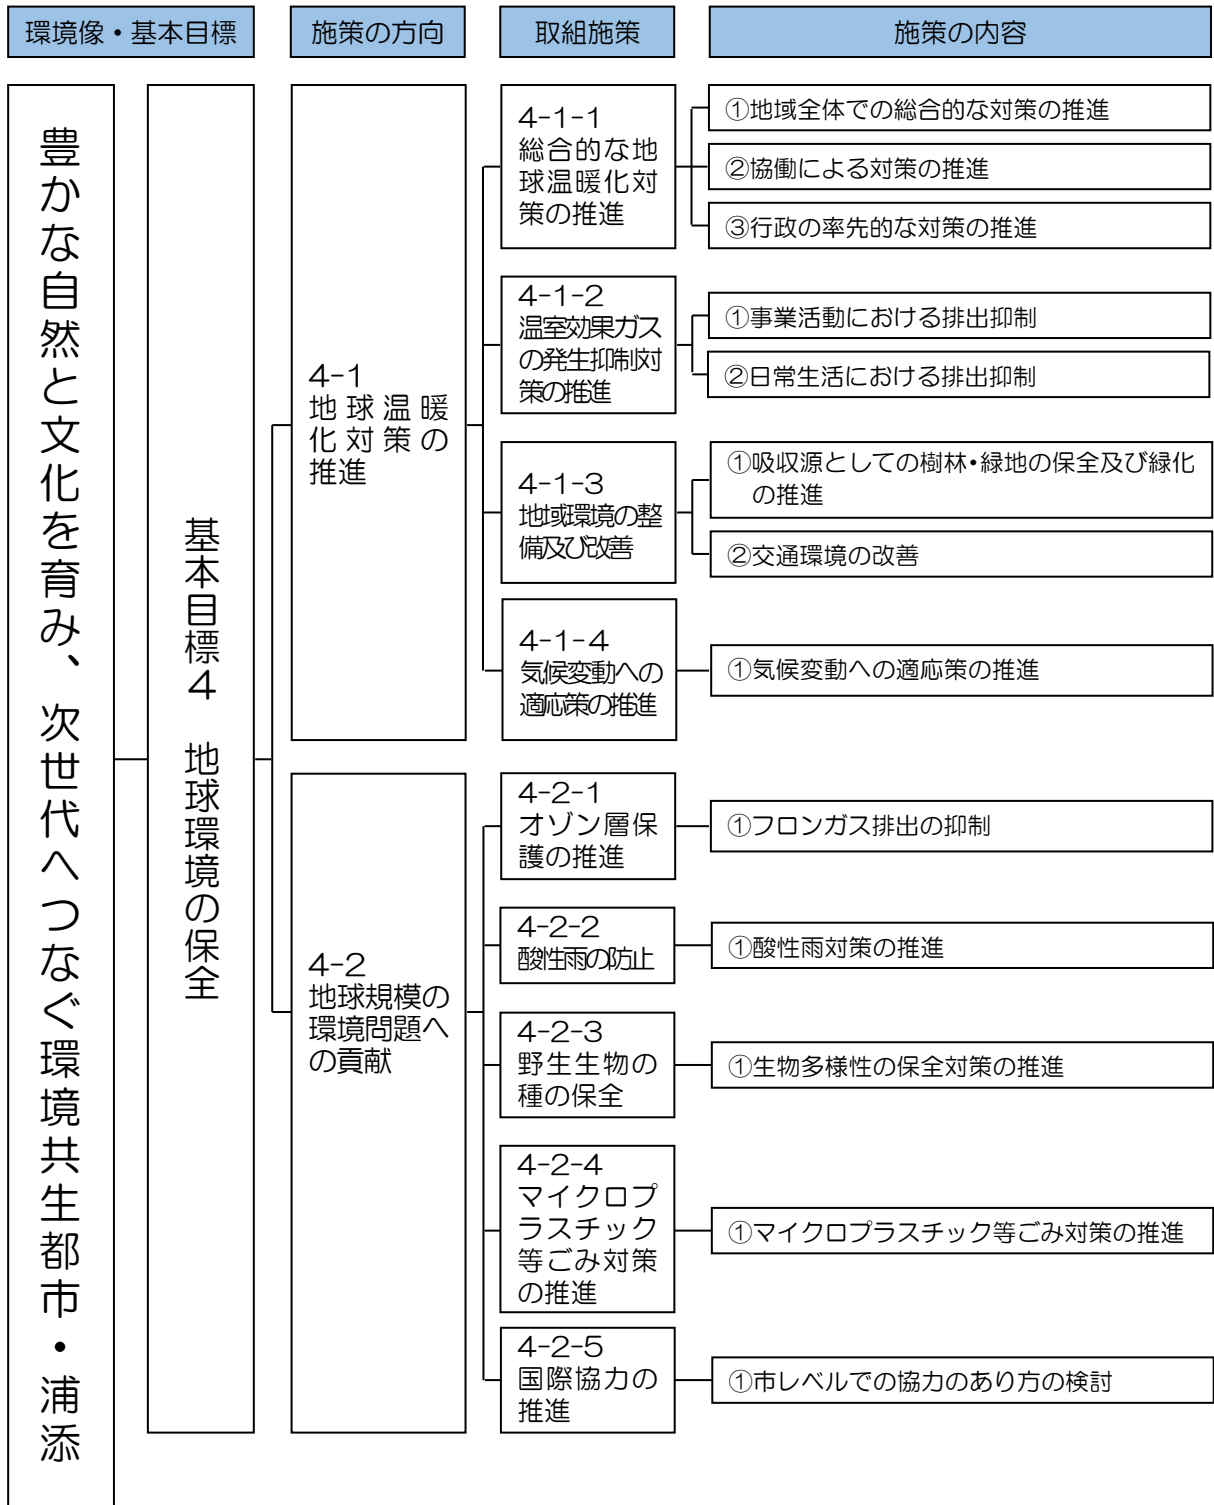 環境像・基本目標
施策の方向
取組施策
施策の内容
豊かな自然と文化を育み、次世代へつなぐ環境共生都市・浦添
基本目標4　地球環境の保全
4-1
地球温暖
化対策の
推進
4-1-1
総合的な地
球温暖化対
策の推進
①地域全体での総合的な対策の推進
②協働による対策の推進
③行政の率先的な対策の推進
4-1-2
温室効果ガス
の発生抑制対
策の推進
①事業活動における排出抑制
②日常生活における排出抑制
4-1-3
地域環境の整
備及び改善
①吸収源としての樹林・緑地の保全及び緑化
の推進
②交通環境の改善
4-1-4
気候変動への
適応策の推進
①気候変動への適応策の推進
4-2
地球規模の
環境問題へ
の貢献
4-2-1
オゾン層保
護の推進
①フロンガス排出の抑制
4-2-2
酸性雨の防止
①酸性雨対策の推進
4-2-3
野生生物の
種の保全
①生物多様性の保全対策の推進
4-2-4
マイクロプ
ラスチック
等ごみ対策
の推進
①マイクロプラスチック等ごみ対策の推進
4-2-5
国際協力の
推進
①市レベルでの協力のあり方の検討